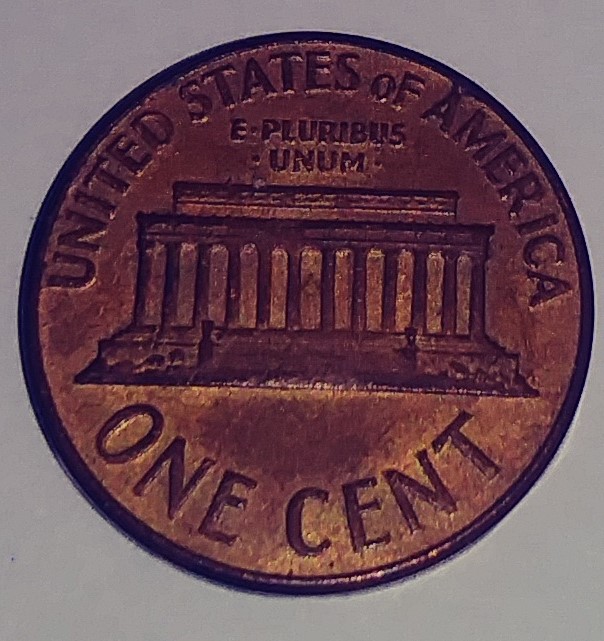 UNITED STATES OF AMERICA
E·PLURIBUS
·UNUM·
ONE CENT